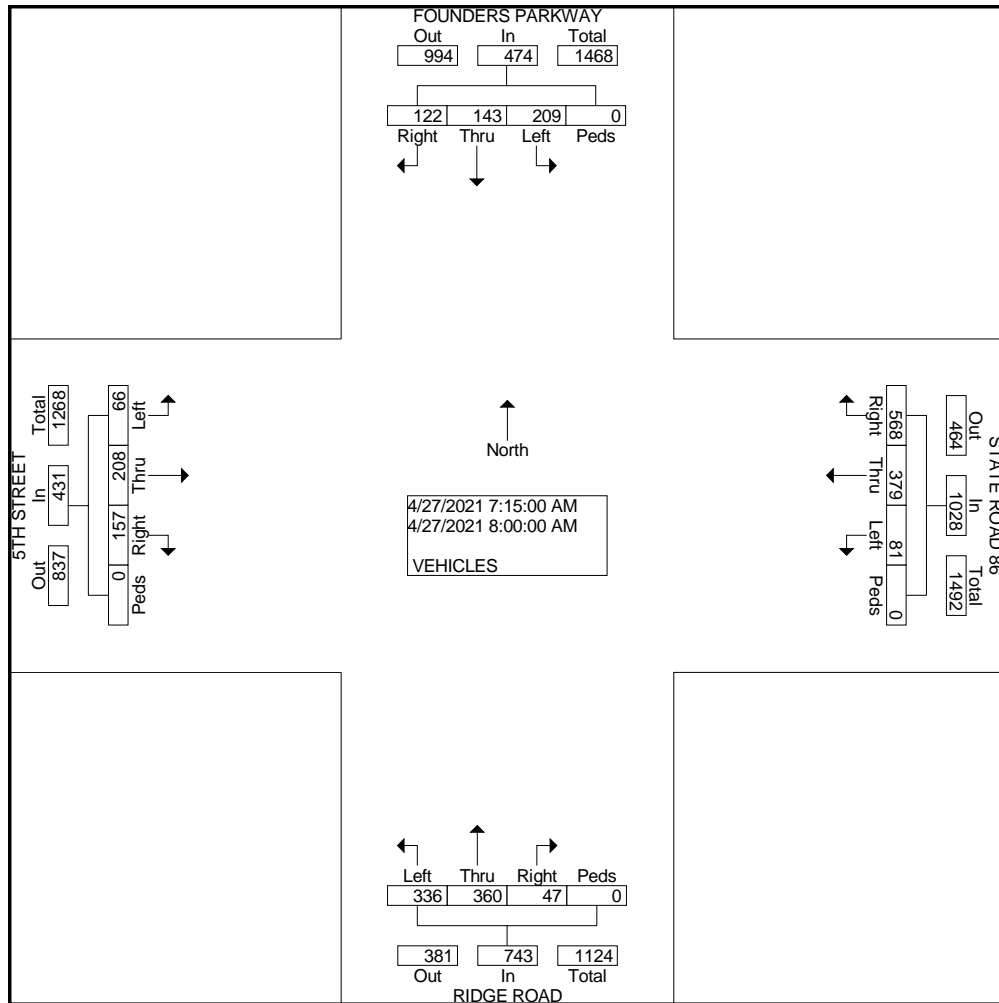 FOUNDERS PARKWAY
Out In Total
994 474 1468
122 143 209 0
Right Thru Left Peds
5TH STREET
Total In Out
1268 431 837
66 208 157 0
Left Thru Right Peds
North
4/27/2021 7:15:00 AM
4/27/2021 8:00:00 AM
VEHICLES
Right Thru Left Peds
568 379 81 0
Out In Total
464 1028 1492
STATE ROAD 86
Left Thru Right Peds
336 360 47 0
381 743 1124
Out In Total
RIDGE ROAD